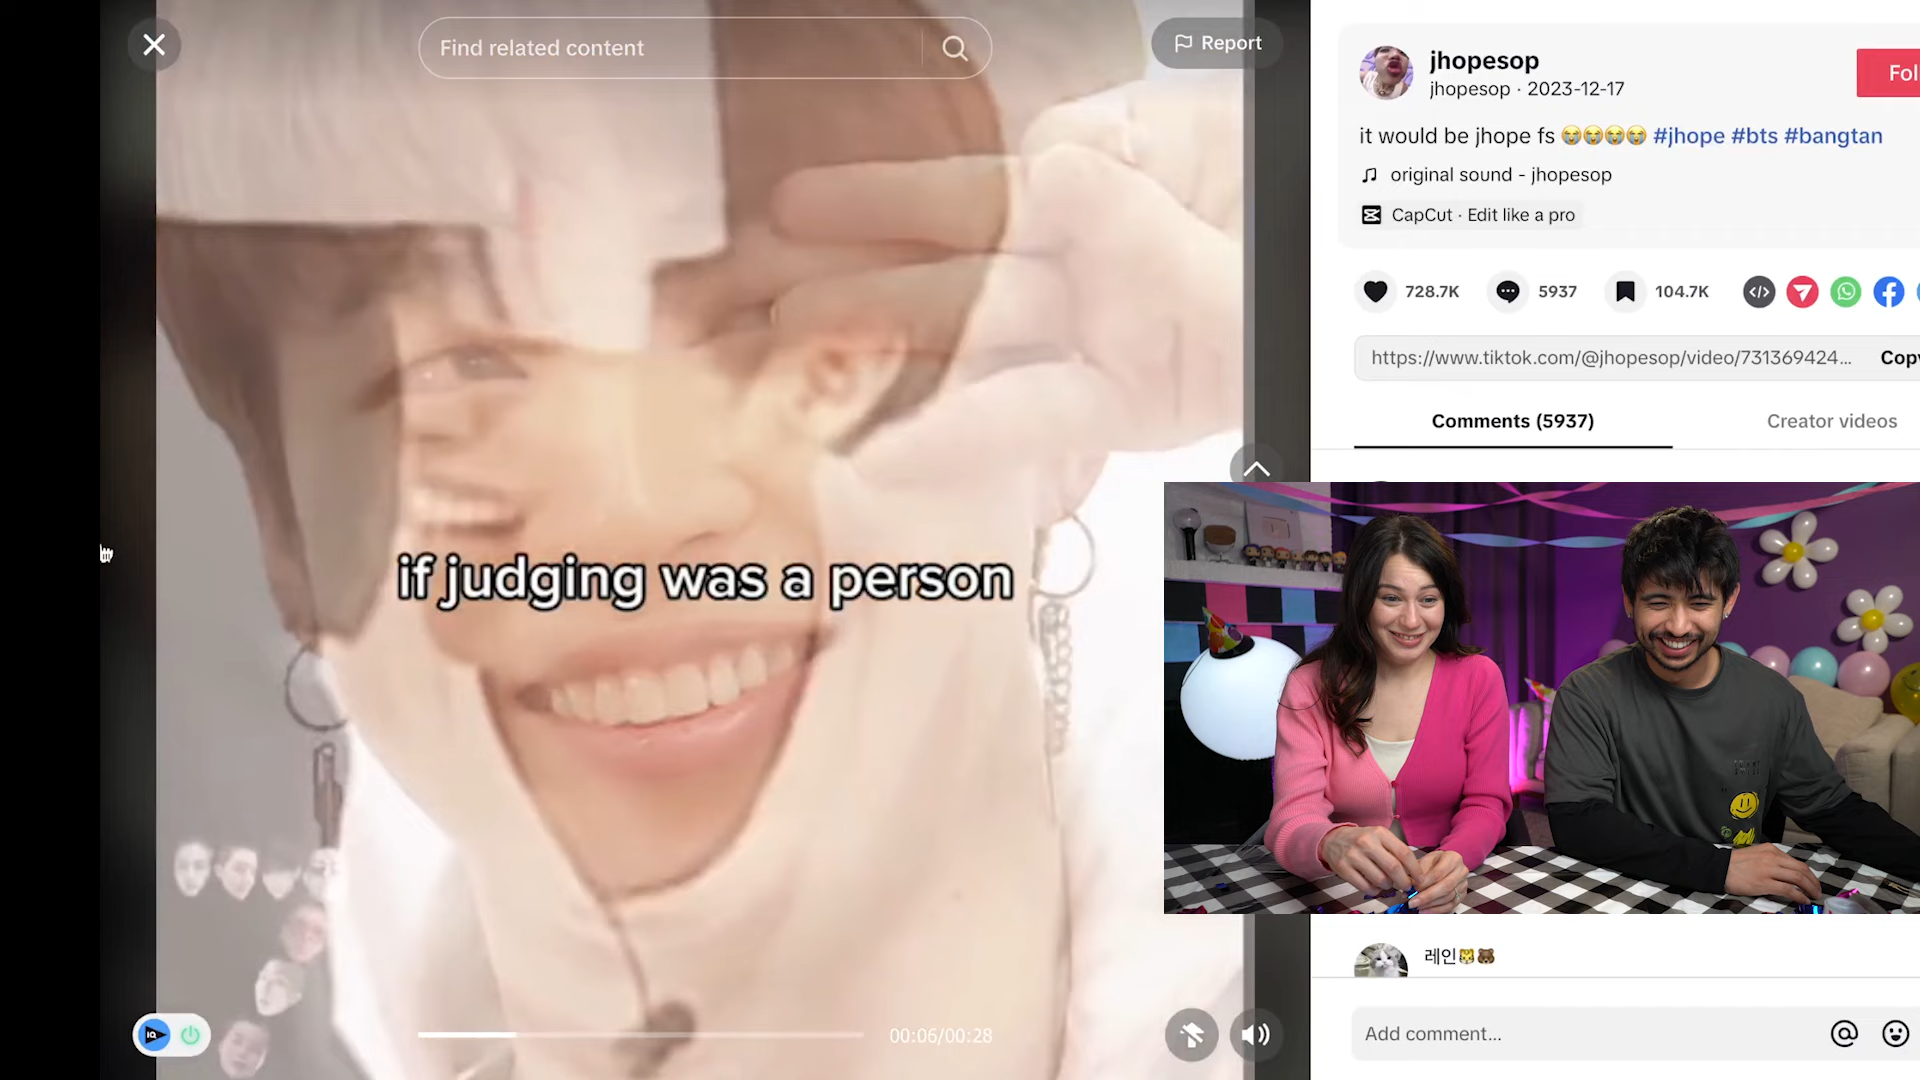 Find related content
Report
if judging was a person
00:06/00:28
jhopesop
jhopesop · 2023-12-17
Fol
it would be jhope fs 😭😭😭😭 #jhope #bts #bangtan
original sound - jhopesop
CapCut · Edit like a pro
728.7K
5937
104.7K
https://www.tiktok.com/@jhopesop/video/731369424...
Copy
Comments (5937)
Creator videos
레인🐯🐻
Add comment...